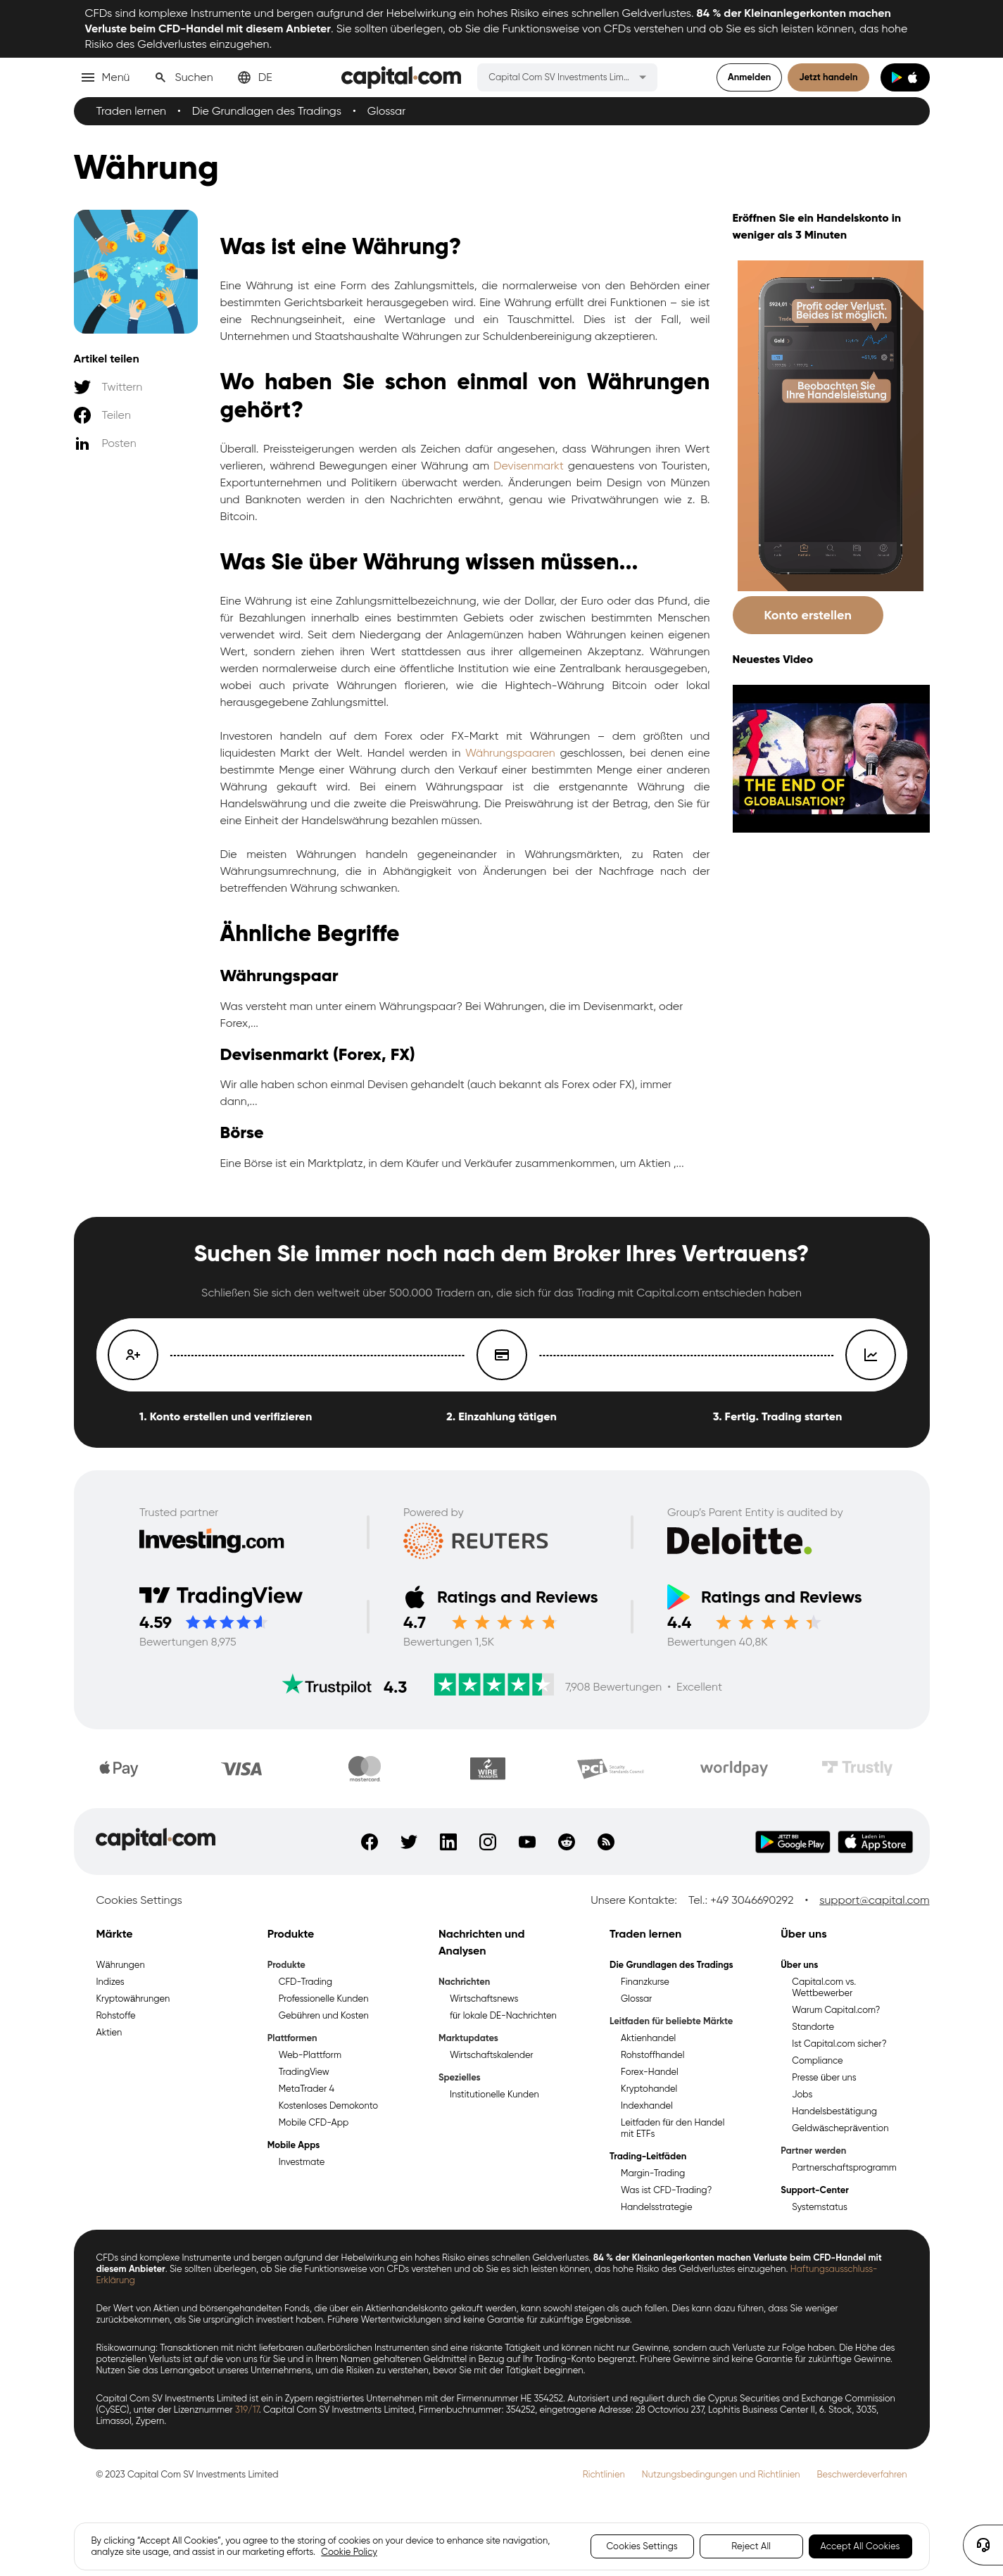 CFDs sind komplexe Instrumente und bergen aufgrund der Hebelwirkung ein hohes Risiko eines schnellen Geldverlustes. 84 % der Kleinanlegerkonten machen
Verluste beim CFD-Handel mit diesem Anbieter. Sie sollten überlegen, ob Sie die Funktionsweise von CFDs verstehen und ob Sie es sich leisten können, das hohe
Risiko des Geldverlustes einzugehen.
Menü Suchen DE capital.com Capital Com SV Investments Lim... Anmelden Jetzt handeln
Traden lernen • Die Grundlagen des Tradings • Glossar
Währung
Artikel teilen
Twittern
Teilen
Posten
Was ist eine Währung?
Eine Währung ist eine Form des Zahlungsmittels, die normalerweise von den Behörden einer
bestimmten Gerichtsbarkeit herausgegeben wird. Eine Währung erfüllt drei Funktionen – sie ist
eine Rechnungseinheit, eine Wertanlage und ein Tauschmittel. Dies ist der Fall, weil
Unternehmen und Staatshaushalte Währungen zur Schuldenbereinigung akzeptieren.
Wo haben Sie schon einmal von Währungen
gehört?
Überall. Preissteigerungen werden als Zeichen dafür angesehen, dass Währungen ihren Wert
verlieren, während Bewegungen einer Währung am Devisenmarkt genauestens von Touristen,
Exportunternehmen und Politikern überwacht werden. Änderungen beim Design von Münzen
und Banknoten werden in den Nachrichten erwähnt, genau wie Privatwährungen wie z. B.
Bitcoin.
Was Sie über Währung wissen müssen...
Eine Währung ist eine Zahlungsmittelbezeichnung, wie der Dollar, der Euro oder das Pfund, die
für Bezahlungen innerhalb eines bestimmten Gebiets oder zwischen bestimmten Menschen
verwendet wird. Seit dem Niedergang der Anlagemünzen haben Währungen keinen eigenen
Wert, sondern ziehen ihren Wert stattdessen aus ihrer allgemeinen Akzeptanz. Währungen
werden normalerweise durch eine öffentliche Institution wie eine Zentralbank herausgegeben,
wobei auch private Währungen florieren, wie die Hightech-Währung Bitcoin oder lokal
herausgegebene Zahlungsmittel.
Investoren handeln auf dem Forex oder FX-Markt mit Währungen – dem größten und
liquidesten Markt der Welt. Handel werden in Währungspaaren geschlossen, bei denen eine
bestimmte Menge einer Währung durch den Verkauf einer bestimmten Menge einer anderen
Währung gekauft wird. Bei einem Währungspaar ist die erstgenannte Währung die
Handelswährung und die zweite die Preiswährung. Die Preiswährung ist der Betrag, den Sie für
eine Einheit der Handelswährung bezahlen müssen.
Die meisten Währungen handeln gegeneinander in Währungsmärkten, zu Raten der
Währungsumrechnung, die in Abhängigkeit von Änderungen bei der Nachfrage nach der
betreffenden Währung schwanken.
Ähnliche Begriffe
Währungspaar
Was versteht man unter einem Währungspaar? Bei Währungen, die im Devisenmarkt, oder
Forex,...
Devisenmarkt (Forex, FX)
Wir alle haben schon einmal Devisen gehandelt (auch bekannt als Forex oder FX), immer
dann,...
Börse
Eine Börse ist ein Marktplatz, in dem Käufer und Verkäufer zusammenkommen, um Aktien ,...
Eröffnen Sie ein Handelskonto in
weniger als 3 Minuten
Profit oder Verlust.
Beides ist möglich.
Gold
Beobachten Sie
Ihre Handelsleistung
Konto erstellen
Neuestes Video
THE END OF
GLOBALISATION?
Suchen Sie immer noch nach dem Broker Ihres Vertrauens?
Schließen Sie sich den weltweit über 500.000 Tradern an, die sich für das Trading mit Capital.com entschieden haben
1. Konto erstellen und verifizieren 2. Einzahlung tätigen 3. Fertig. Trading starten
Trusted partner Powered by Group's Parent Entity is audited by
Investing.com REUTERS Deloitte.
TradingView Ratings and Reviews Ratings and Reviews
4.59 4.7 4.4
Bewertungen 8,975 Bewertungen 1,5K Bewertungen 40,8K
Trustpilot 4.3 7,908 Bewertungen • Excellent
Pay VISA mastercard WIRE TRANSFER PCI Security Standards Council worldpay Trustly
capital.com JETZT BEI Google Play Laden im App Store
Cookies Settings Unsere Kontakte: Tel.: +49 3046690292 • support@capital.com
Märkte
Währungen
Indizes
Kryptowährungen
Rohstoffe
Aktien
Produkte
Produkte
CFD-Trading
Professionelle Kunden
Gebühren und Kosten
Plattformen
Web-Plattform
TradingView
MetaTrader 4
Kostenloses Demokonto
Mobile CFD-App
Mobile Apps
Investmate
Nachrichten und
Analysen
Nachrichten
Wirtschaftsnews
für lokale DE-Nachrichten
Marktupdates
Wirtschaftskalender
Spezielles
Institutionelle Kunden
Traden lernen
Die Grundlagen des Tradings
Finanzkurse
Glossar
Leitfaden für beliebte Märkte
Aktienhandel
Rohstoffhandel
Forex-Handel
Kryptohandel
Indexhandel
Leitfaden für den Handel
mit ETFs
Trading-Leitfäden
Margin-Trading
Was ist CFD-Trading?
Handelsstrategie
Über uns
Über uns
Capital.com vs.
Wettbewerber
Warum Capital.com?
Standorte
Ist Capital.com sicher?
Compliance
Presse über uns
Jobs
Handelsbestätigung
Geldwäscheprävention
Partner werden
Partnerschaftsprogramm
Support-Center
Systemstatus
CFDs sind komplexe Instrumente und bergen aufgrund der Hebelwirkung ein hohes Risiko eines schnellen Geldverlustes. 84 % der Kleinanlegerkonten machen Verluste beim CFD-Handel mit
diesem Anbieter. Sie sollten überlegen, ob Sie die Funktionsweise von CFDs verstehen und ob Sie es sich leisten können, das hohe Risiko des Geldverlustes einzugehen. Haftungsausschluss-
Erklärung
Der Wert von Aktien und börsengehandelten Fonds, die über ein Aktienhandelskonto gekauft werden, kann sowohl steigen als auch fallen. Dies kann dazu führen, dass Sie weniger
zurückbekommen, als Sie ursprünglich investiert haben. Frühere Wertentwicklungen sind keine Garantie für zukünftige Ergebnisse.
Risikowarnung: Transaktionen mit nicht lieferbaren außerbörslichen Instrumenten sind eine riskante Tätigkeit und können nicht nur Gewinne, sondern auch Verluste zur Folge haben. Die Höhe des
potenziellen Verlusts ist auf die von uns für Sie und in Ihrem Namen gehaltenen Geldmittel in Bezug auf Ihr Trading-Konto begrenzt. Frühere Gewinne sind keine Garantie für zukünftige Gewinne.
Nutzen Sie das Lernangebot unseres Unternehmens, um die Risiken zu verstehen, bevor Sie mit der Tätigkeit beginnen.
Capital Com SV Investments Limited ist ein in Zypern registriertes Unternehmen mit der Firmennummer HE 354252. Autorisiert und reguliert durch die Cyprus Securities and Exchange Commission
(CySEC), unter der Lizenznummer 319/17. Capital Com SV Investments Limited, Firmenbuchnummer: 354252, eingetragene Adresse: 28 Octovriou 237, Lophitis Business Center II, 6. Stock, 3035,
Limassol, Zypern.
© 2023 Capital Com SV Investments Limited Richtlinien Nutzungsbedingungen und Richtlinien Beschwerdeverfahren
By clicking “Accept All Cookies”, you agree to the storing of cookies on your device to enhance site navigation,
analyze site usage, and assist in our marketing efforts. Cookie Policy
Cookies Settings Reject All Accept All Cookies